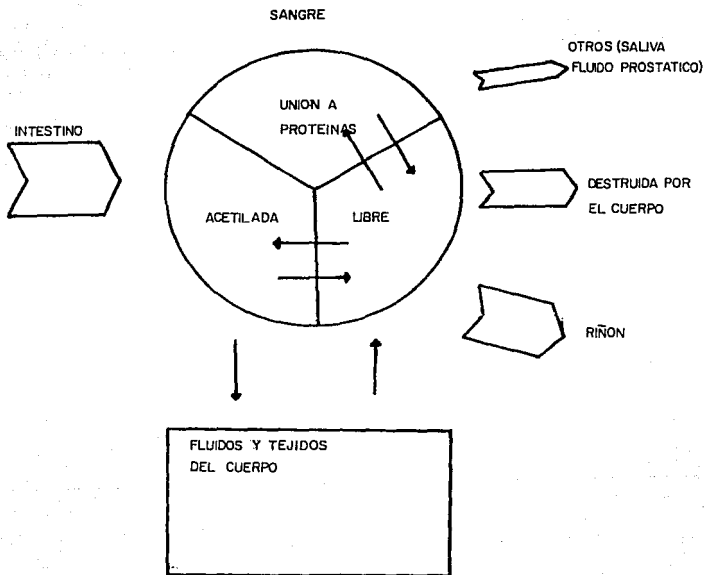 SANGRE
OTROS (SALIVA
FLUIDO PROSTATICO)
UNION A
PROTEINAS
INTESTINO
DESTRUIDA POR
EL CUERPO
ACETILADA
LIBRE
RIÑON
FLUIDOS Y TEJIDOS
DEL CUERPO